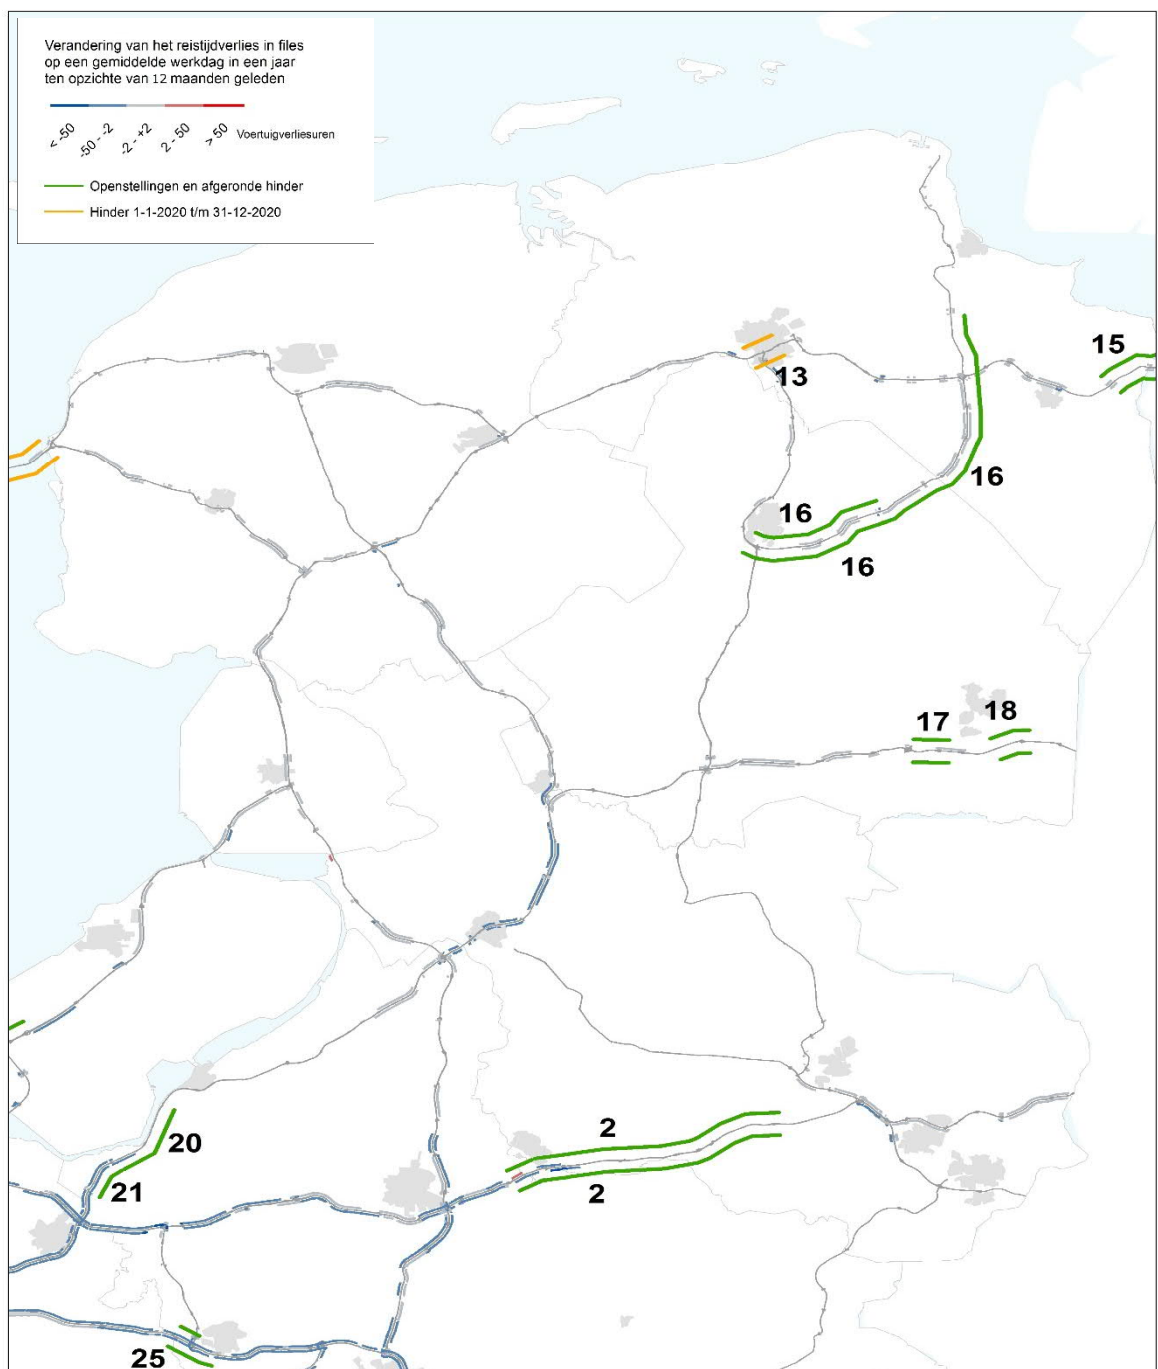 Verandering van het reistijdverlies in files
op een gemiddelde werkdag in een jaar
ten opzichte van 12 maanden geleden
< -50
-50 - -2
-2 - +2
2 - 50
> 50
Voertuigverliesuren
Openstellingen en afgeronde hinder
Hinder 1-1-2020 t/m 31-12-2020
15
13
16
16
16
17
18
2
20
2
21
25